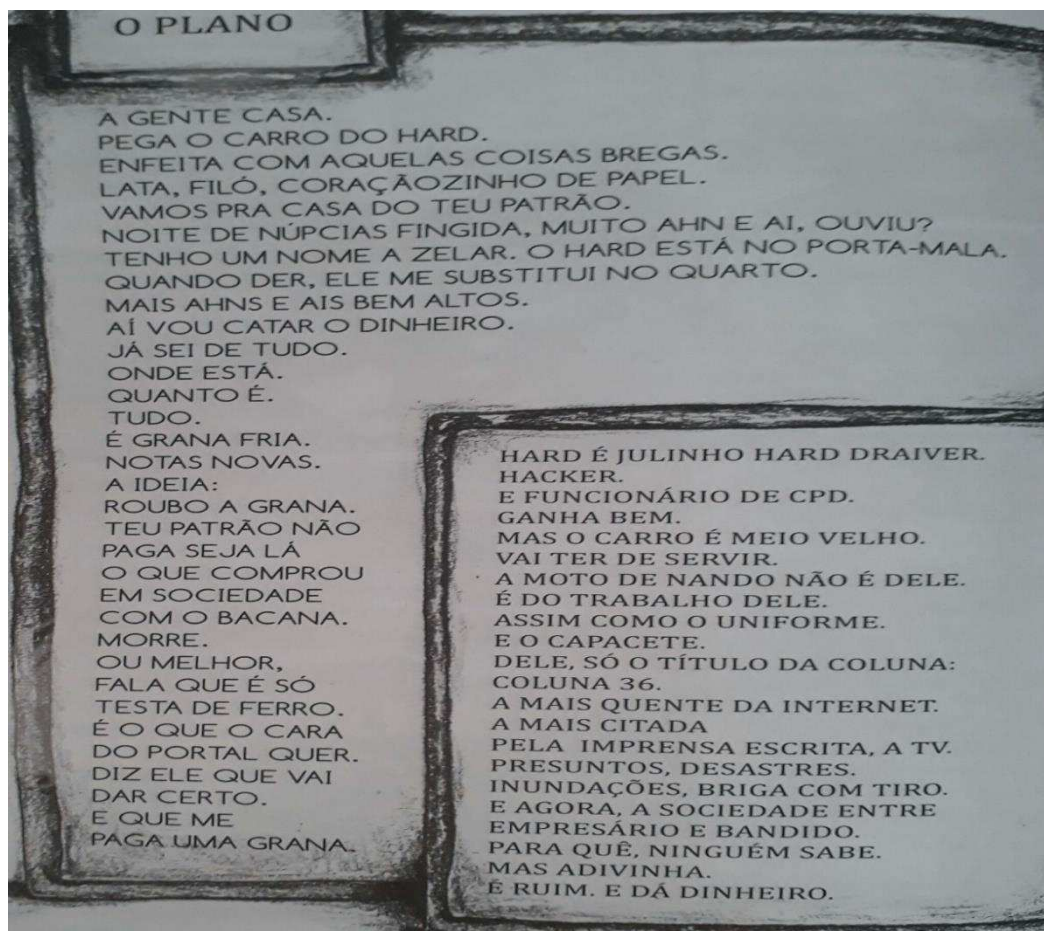 O PLANO
A GENTE CASA.
PEGA O CARRO DO HARD.
ENFEITA COM AQUELAS COISAS BREGAS.
LATA, FILÓ, CORAÇÃOZINHO DE PAPEL.
VAMOS PRA CASA DO TEU PATRÃO.
NOITE DE NÚPCIAS FINGIDA, MUITO AHN E AI, OUVIU?
TENHO UM NOME A ZELAR. O HARD ESTÁ NO PORTA-MALA.
QUANDO DER, ELE ME SUBSTITUI NO QUARTO.
MAIS AHNS E AIS BEM ALTOS.
AÍ VOU CATAR O DINHEIRO.
JÁ SEI DE TUDO.
ONDE ESTÁ.
QUANTO É.
TUDO.
É GRANA FRIA.
NOTAS NOVAS.
A IDEIA:
ROUBO A GRANA.
TEU PATRÃO NÃO
PAGA SEJA LÁ
O QUE COMPROU
EM SOCIEDADE
COM O BACANA.
MORRE.
OU MELHOR,
FALA QUE É SÓ
TESTA DE FERRO.
É O QUE O CARA
DO PORTAL QUER.
DIZ ELE QUE VAI
DAR CERTO.
E QUE ME
PAGA UMA GRANA.
HARD É JULINHO HARD DRAIVER.
HACKER.
E FUNCIONÁRIO DE CPD.
GANHA BEM.
MAS O CARRO É MEIO VELHO.
VAI TER DE SERVIR.
A MOTO DE NANDO NÃO É DELE.
É DO TRABALHO DELE.
ASSIM COMO O UNIFORME.
E O CAPACETE.
DELE, SÓ O TÍTULO DA COLUNA:
COLUNA 36.
A MAIS QUENTE DA INTERNET.
A MAIS CITADA
PELA IMPRENSA ESCRITA, A TV.
PRESUNTOS, DESASTRES.
INUNDAÇÕES, BRIGA COM TIRO.
E AGORA, A SOCIEDADE ENTRE
EMPRESÁRIO E BANDIDO.
PARA QUÊ, NINGUÉM SABE.
MAS ADIVINHA.
É RUIM. E DÁ DINHEIRO.